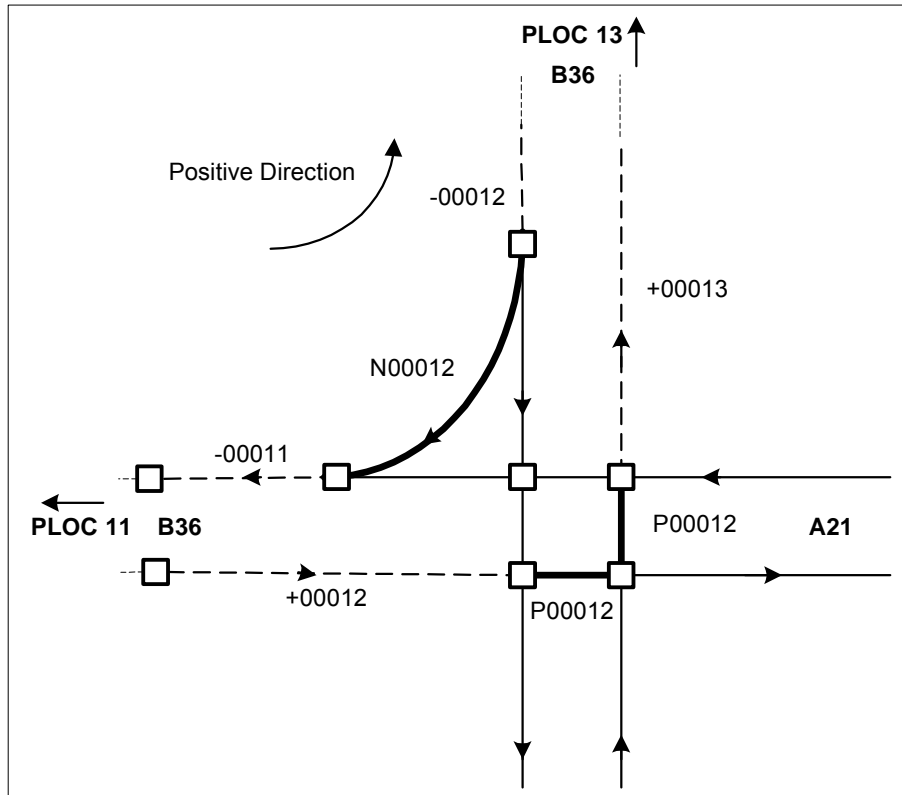 PLOC 13
B36
Positive Direction
-00012
+00013
N00012
-00011
PLOC 11 B36
P00012
A21
+00012
P00012